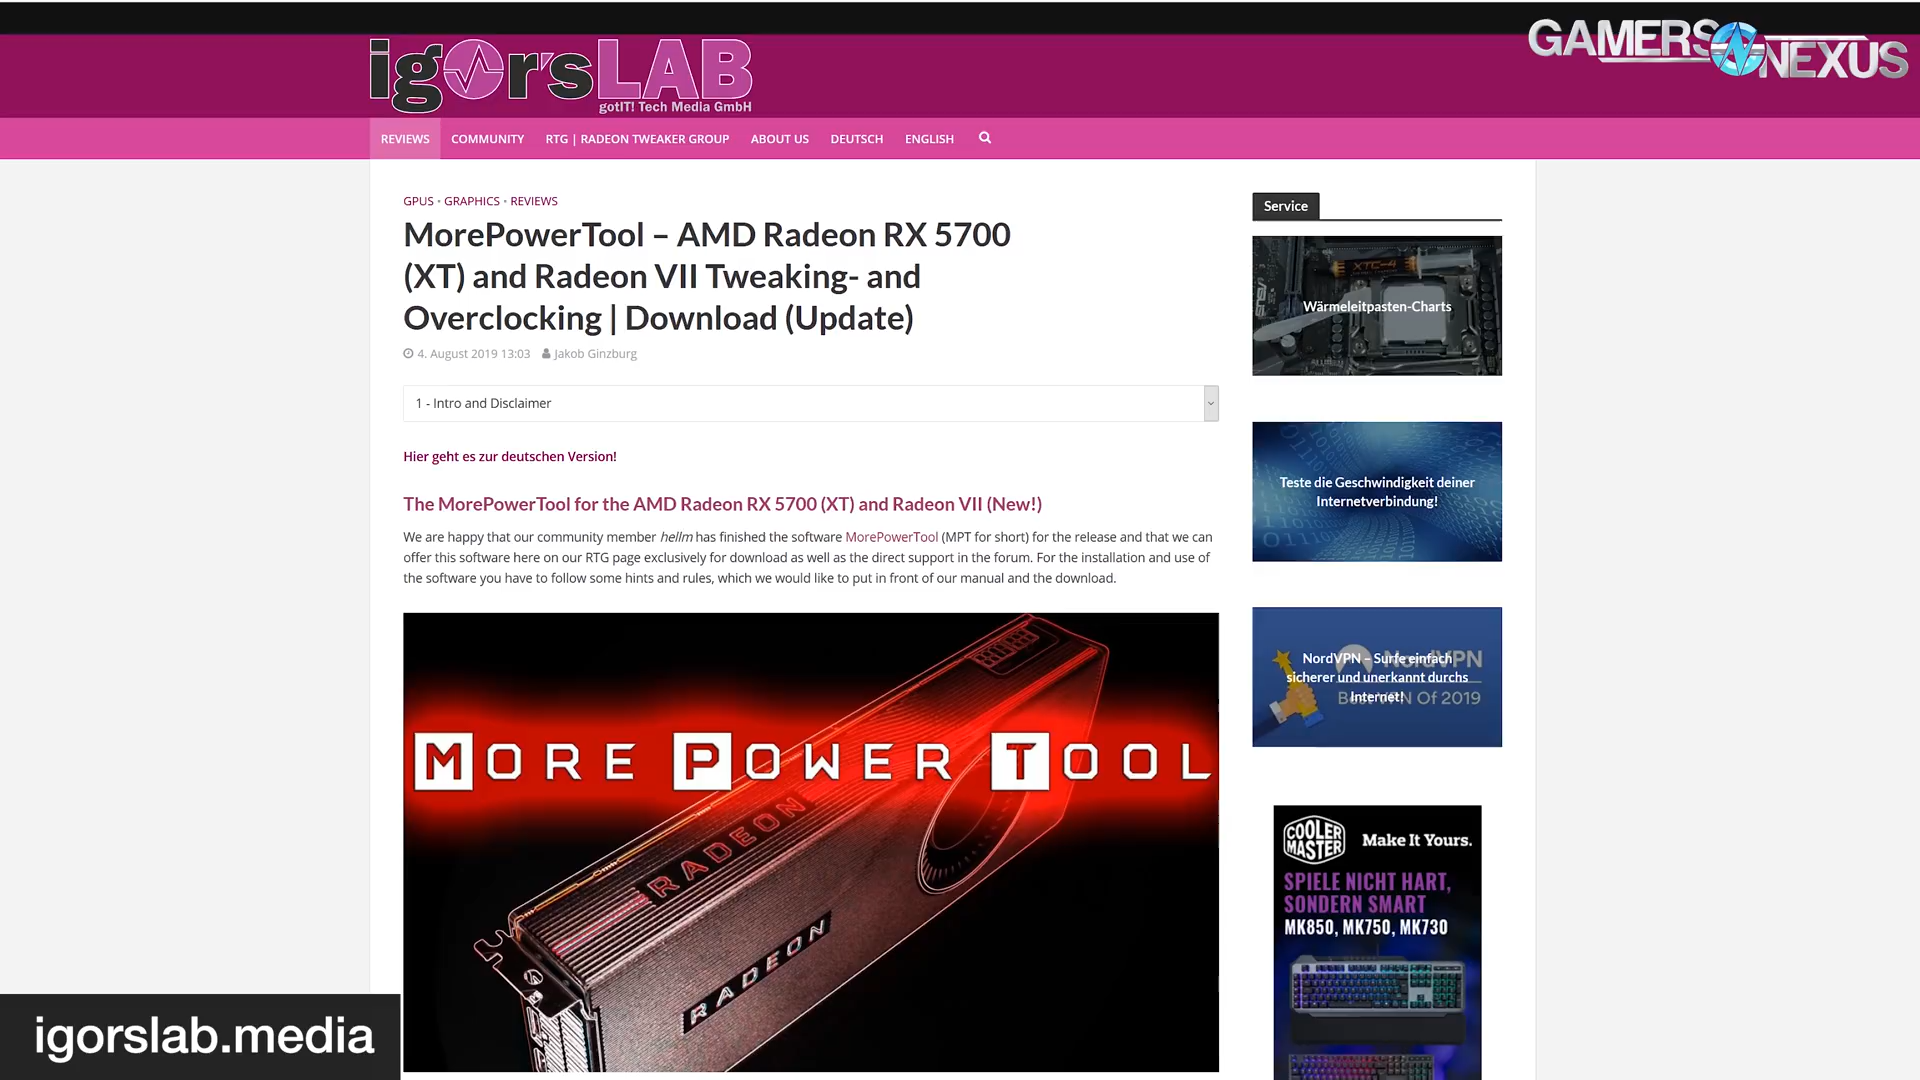 GAMERS NEXUS
igor'sLAB
gotIT! Tech Media GmbH
REVIEWS
COMMUNITY
RTG | RADEON TWEAKER GROUP
ABOUT US
DEUTSCH
ENGLISH
GPUS • GRAPHICS • REVIEWS
MorePowerTool – AMD Radeon RX 5700
(XT) and Radeon VII Tweaking- and
Overclocking | Download (Update)
4. August 2019 13:03 Jakob Ginzburg
1 - Intro and Disclaimer
Hier geht es zur deutschen Version!
The MorePowerTool for the AMD Radeon RX 5700 (XT) and Radeon VII (New!)
We are happy that our community member hellm has finished the software MorePowerTool (MPT for short) for the release and that we can
offer this software here on our RTG page exclusively for download as well as the direct support in the forum. For the installation and use of
the software you have to follow some hints and rules, which we would like to put in front of our manual and the download.
MORE POWER TOOL
RADEON
RADEON
Service
XTC-4
Wärmeleitpasten-Charts
Teste die Geschwindigkeit deiner
Internetverbindung!
NordVPN – Surfe einfach
sicherer und unerkannt durchs
Internet!
NordVPN
Of 2019
COOLER
MASTER
Make It Yours.
SPIELE NICHT HART,
SONDERN SMART
MK850, MK750, MK730
igorslab.media